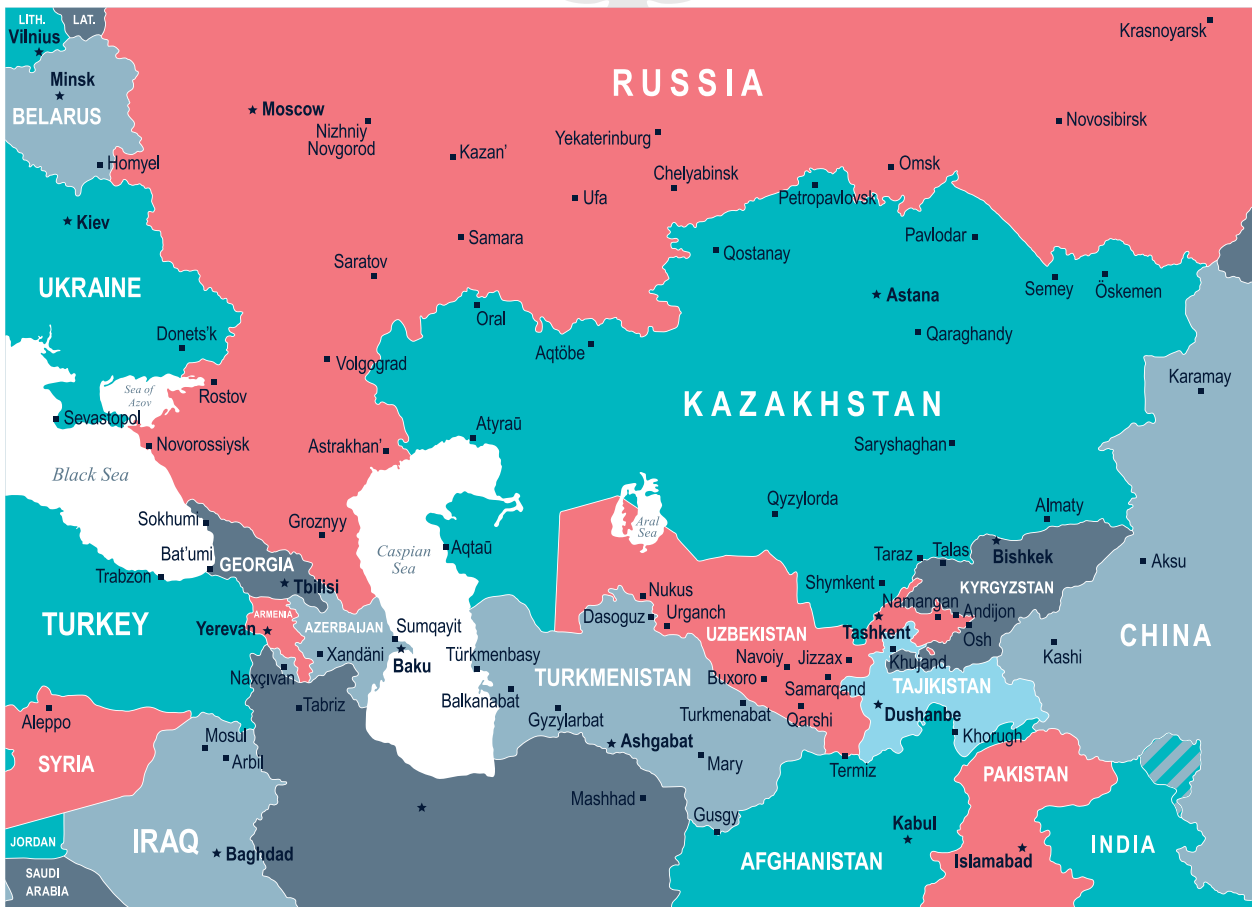 LITH.
LAT.
Vilnius
Krasnoyarsk
Minsk
RUSSIA
BELARUS
Moscow
Nizhniy
Novgorod
Novosibirsk
Yekaterinburg
Homyel
Kazan'
Omsk
Chelyabinsk
Ufa
Petropavlovsk
Kiev
Samara
Pavlodar
Qostanay
Saratov
UKRAINE
Astana
Semey
Öskemen
Oral
Donets'k
Qaraghandy
Aqtöbe
Volgograd
Karamay
Sea of
Azov
Rostov
KAZAKHSTAN
Sevastopol
Atyraū
Novorossiysk
Astrakhan'
Saryshaghan
Black Sea
Qyzylorda
Almaty
Sokhumi
Groznyy
Aral
Sea
Caspian
Sea
Aqtaū
Bat'umi
GEORGIA
Taraz
Talas
Bishkek
Aksu
Trabzon
Tbilisi
Shymkent
KYRGYZSTAN
Nukus
Namangan
Andijon
ARMENIA
Dasoguz
Urganch
TURKEY
Yerevan
AZERBAIJAN
Sumqayit
UZBEKISTAN
Tashkent
Osh
CHINA
Xandäni
Baku
Türkmenbasy
Navoiy
Jizzax
Khujand
Kashi
Naxçıvan
TURKMENISTAN
Buxoro
Samarqand
TAJIKISTAN
Balkanabat
Tabriz
Aleppo
Gyzylarbat
Turkmenabat
Qarshi
Dushanbe
Mosul
Ashgabat
Khorugh
Arbil
Mary
Termiz
SYRIA
PAKISTAN
Mashhad
Gusgy
Kabul
JORDAN
IRAQ
Baghdad
AFGHANISTAN
Islamabad
INDIA
SAUDI
ARABIA